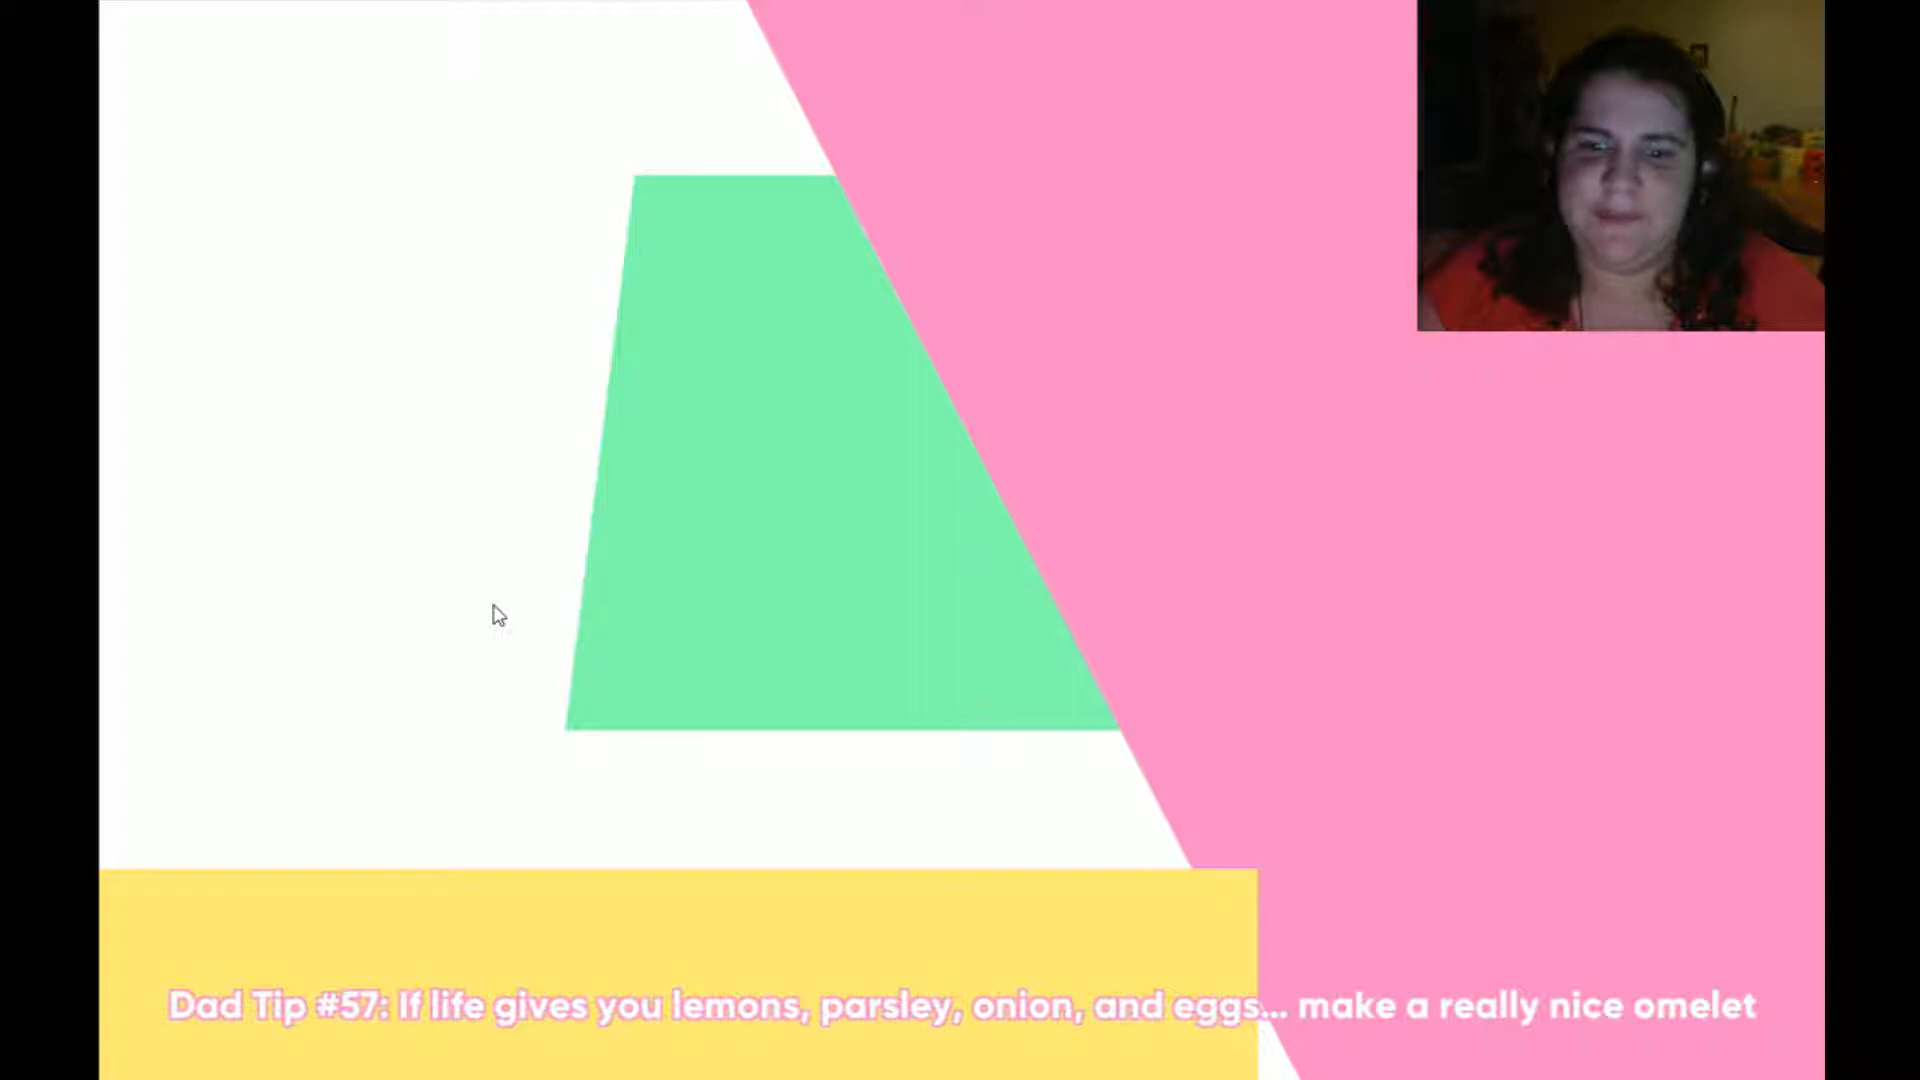 Dad Tip #57: If life gives you lemons, parsley, onion, and eggs... make a really nice omelet